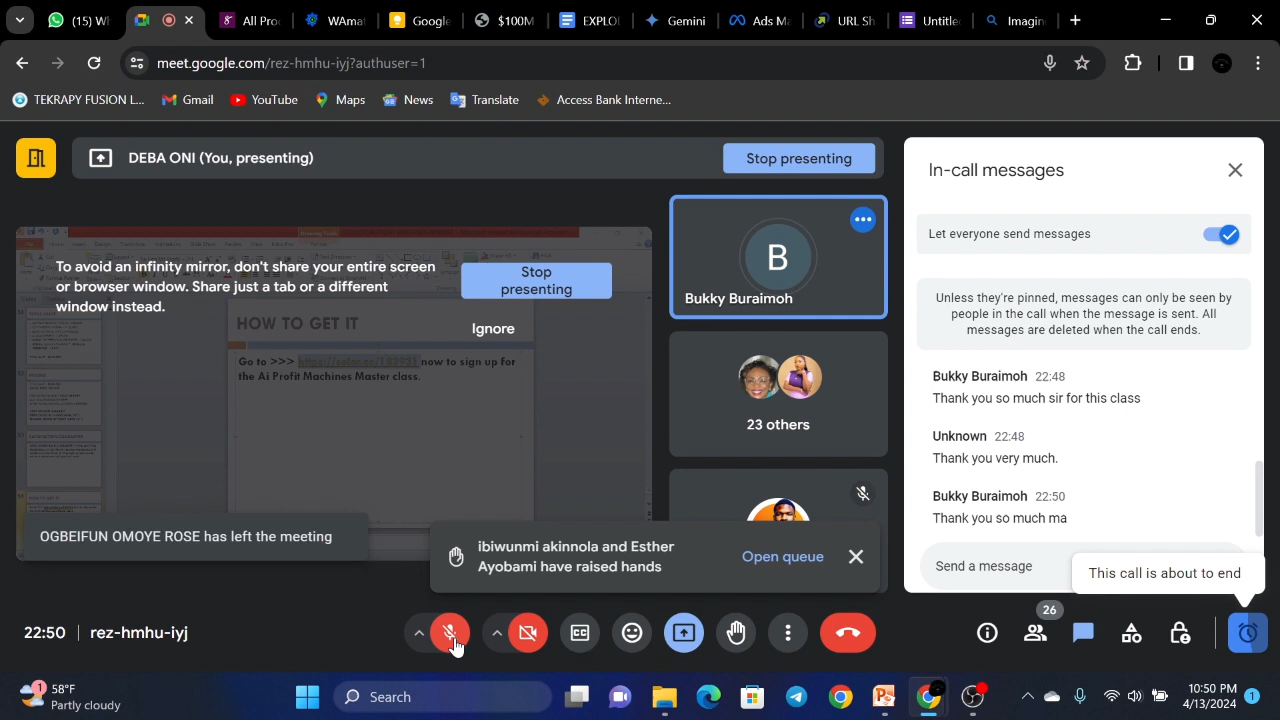 (15) W
All Pro
WAma
Google
$100M
EXPLO
Gemini
Ads M
URL Sh
Untitle
Imagin
meet.google.com/rez-hmhu-iyj?authuser=1
TEKRAPY FUSION L... Gmail YouTube Maps News Translate Access Bank Interne...
DEBA ONI (You, presenting)
Stop presenting
To avoid an infinity mirror, don't share your entire screen
or browser window. Share just a tab or a different
window instead.
Stop
presenting
Ignore
HOW TO GET IT
Go to >>> now to sign up for
the Ai Profit Machines Master class.
OGBEIFUN OMOYE ROSE has left the meeting
B
Bukky Buraimoh
23 others
ibiwunmi akinnola and Esther
Ayobami have raised hands
Open queue
In-call messages
Let everyone send messages
Unless they're pinned, messages can only be seen by
people in the call when the message is sent. All
messages are deleted when the call ends.
Bukky Buraimoh 22:48
Thank you so much sir for this class
Unknown 22:48
Thank you very much.
Bukky Buraimoh 22:50
Thank you so much ma
Send a message
This call is about to end
26
22:50 rez-hmhu-iyj
1
58°F
Partly cloudy
Search
10:50 PM
4/13/2024
1